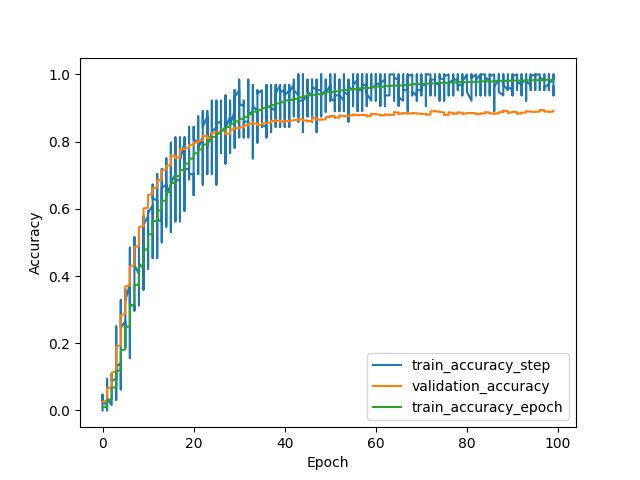 1.0
0.8
0.6
0.4
0.2
0.0
Accuracy
train_accuracy_step
validation_accuracy
train_accuracy_epoch
0 20 40 60 80 100
Epoch